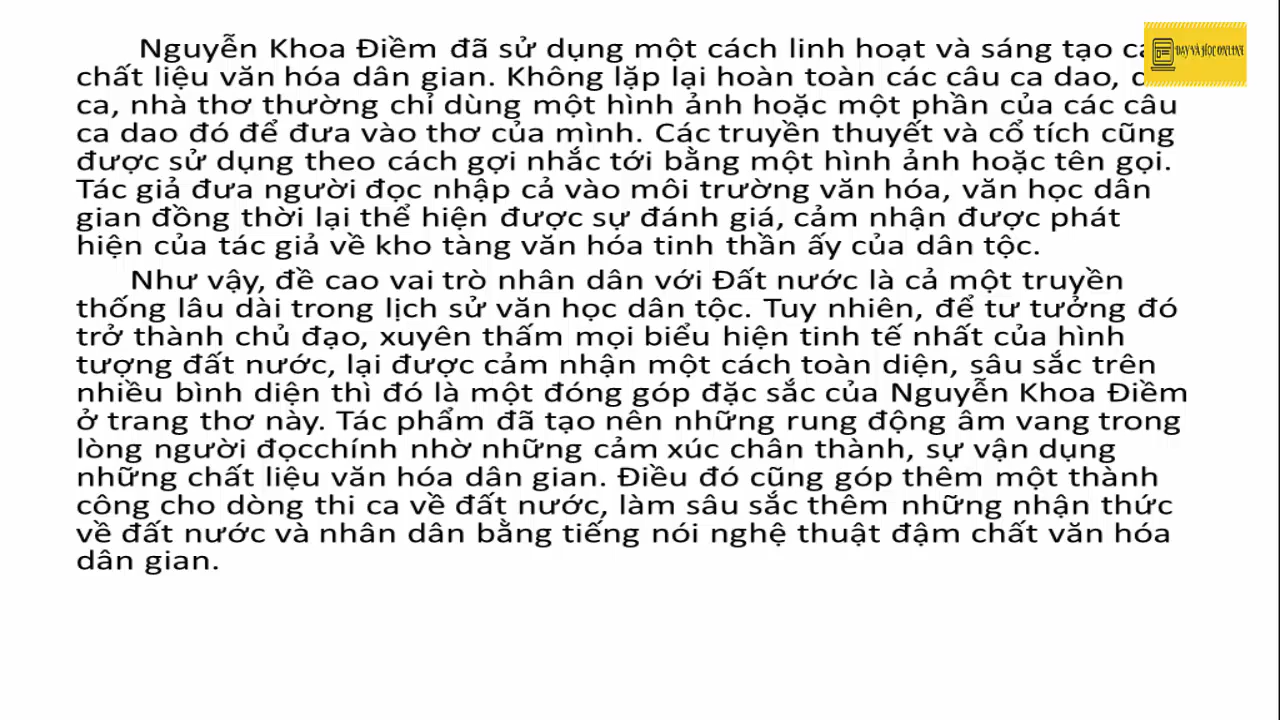 Nguyễn Khoa Điềm đã sử dụng một cách linh hoạt và sáng tạo
chất liệu văn hóa dân gian. Không lặp lại hoàn toàn các câu ca dao,
ca, nhà thơ thường chỉ dùng một hình ảnh hoặc một phần của các câu
ca dao đó để đưa vào thơ của mình. Các truyền thuyết và cổ tích cũng
được sử dụng theo cách gợi nhắc tới bằng một hình ảnh hoặc tên gọi.
Tác giả đưa người đọc nhập cả vào môi trường văn hóa, văn học dân
gian đồng thời lại thể hiện được sự đánh giá, cảm nhận được phát
hiện của tác giả về kho tàng văn hóa tinh thần ấy của dân tộc.
Như vậy, đề cao vai trò nhân dân với Đất nước là cả một truyền
thống lâu dài trong lịch sử văn học dân tộc. Tuy nhiên, để tư tưởng đó
trở thành chủ đạo, xuyên thấm mọi biểu hiện tinh tế nhất của hình
tượng đất nước, lại được cảm nhận một cách toàn diện, sâu sắc trên
nhiều bình diện thì đó là một đóng góp đặc sắc của Nguyễn Khoa Điềm
ở trang thơ này. Tác phẩm đã tạo nên những rung động âm vang trong
lòng người đọcchính nhờ những cảm xúc chân thành, sự vận dụng
những chất liệu văn hóa dân gian. Điều đó cũng góp thêm một thành
công cho dòng thi ca về đất nước, làm sâu sắc thêm những nhận thức
về đất nước và nhân dân bằng tiếng nói nghệ thuật đậm chất văn hóa
dân gian.
DẠY VÀ HỌC ONLINE